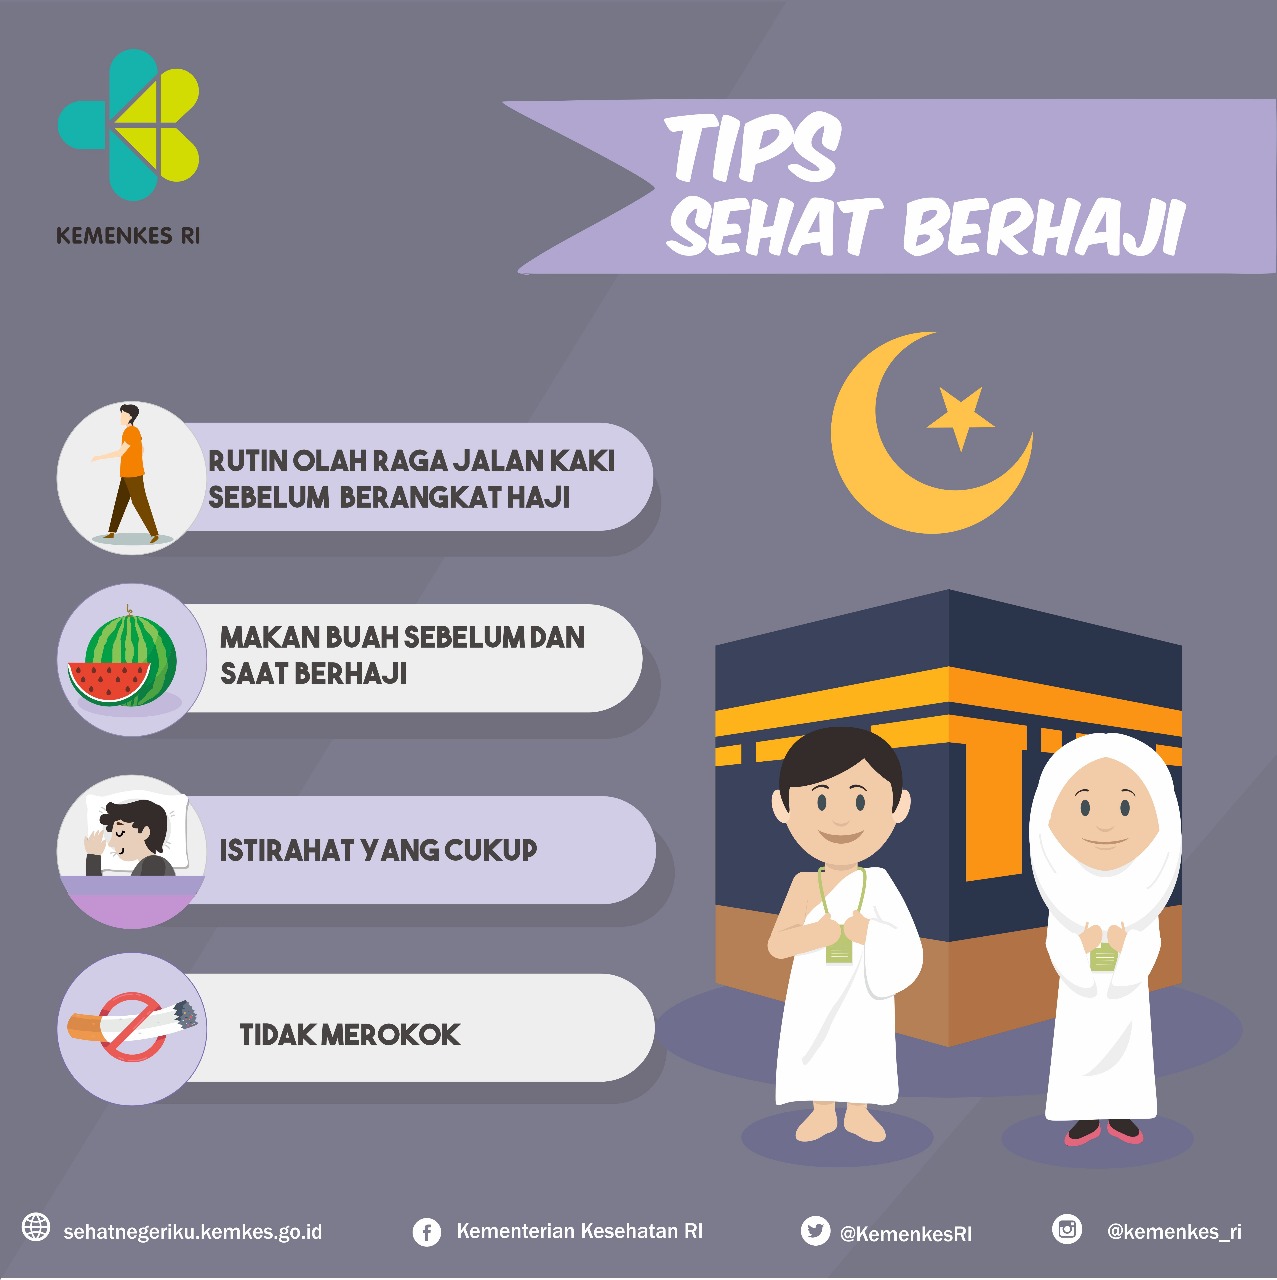 KEMENKES RI
TIPS
SEHAT BERHAJI
RUTIN OLAH RAGA JALAN KAKI
SEBELUM BERANGKAT HAJI
MAKAN BUAH SEBELUM DAN
SAAT BERHAJI
ISTIRAHAT YANG CUKUP
TIDAK MEROKOK
sehatnegeriku.kemkes.go.id
Kementerian Kesehatan RI
@KemenkesRI
@kemenkes_ri